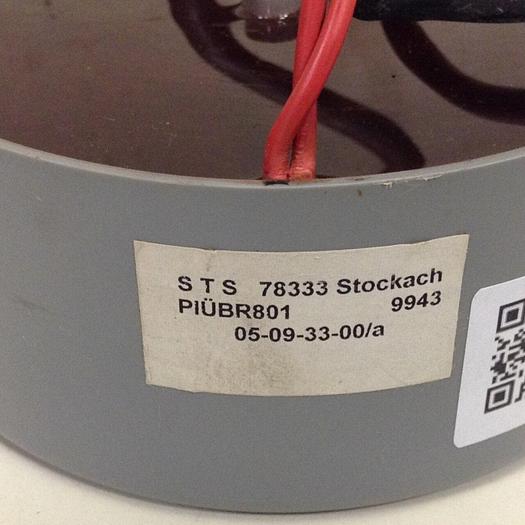 S T S 78333 Stockach
PIÜBR801 9943
05-09-33-00/a